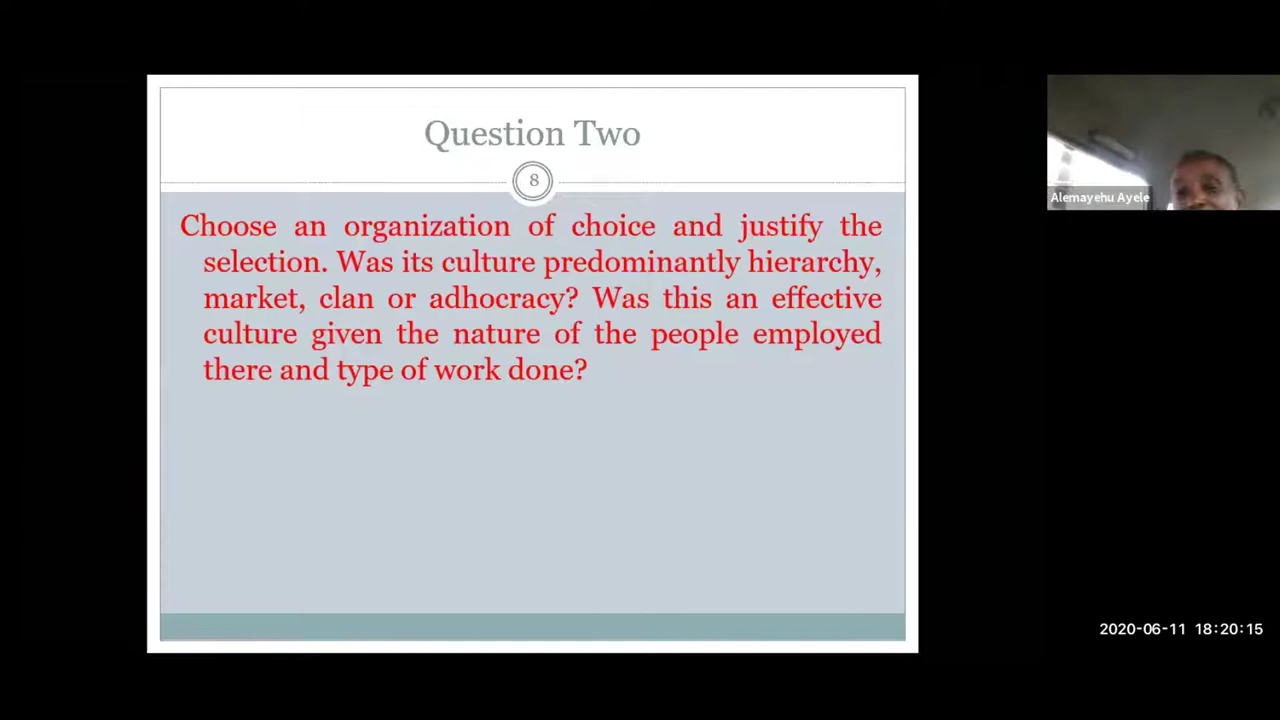 Question Two
8
Choose an organization of choice and justify the
selection. Was its culture predominantly hierarchy,
market, clan or adhocracy? Was this an effective
culture given the nature of the people employed
there and type of work done?
Alemayehu Ayele
2020-06-11 18:20:15